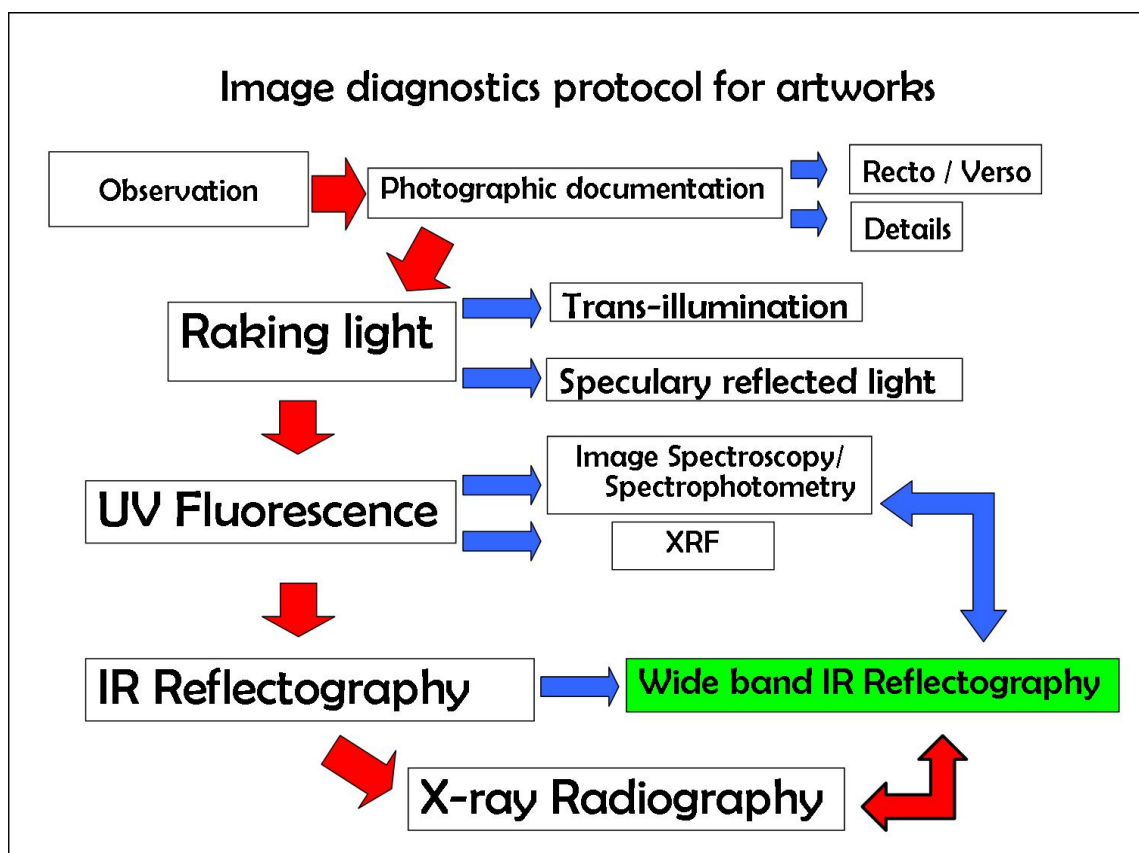 Image diagnostics protocol for artworks
Observation
Photographic documentation
Recto / Verso
Details
Raking light
Trans-illumination
Speculary reflected light
UV Fluorescence
Image Spectroscopy/
Spectrophotometry
XRF
IR Reflectography
Wide band IR Reflectography
X-ray Radiography